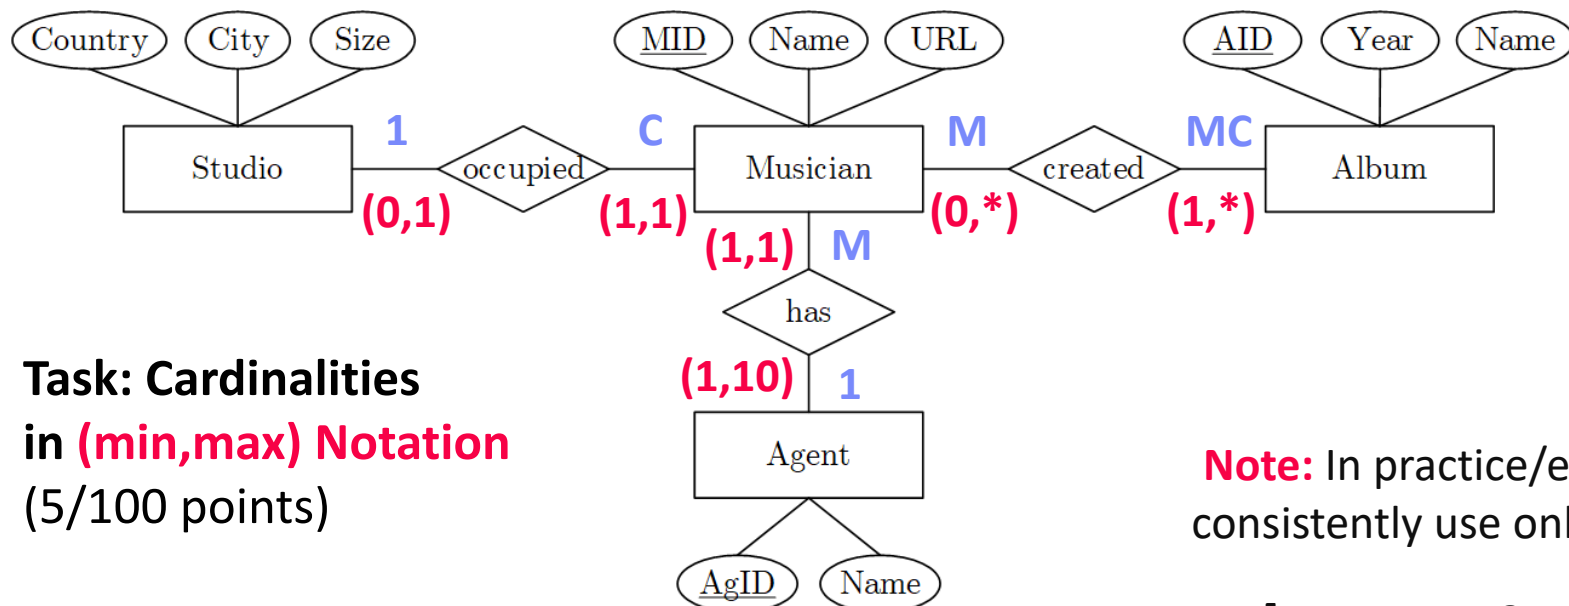 Country City Size MID Name URL AID Year Name
1 C M MC
Studio occupied Musician created Album
(0,1) (1,1) (0,*) (1,*)
(1,1) M
has
Task: Cardinalities
(1,10) 1
in (min,max) Notation
Agent
(5/100 points)
Note: In practice/e
consistently use onl
AgID Name